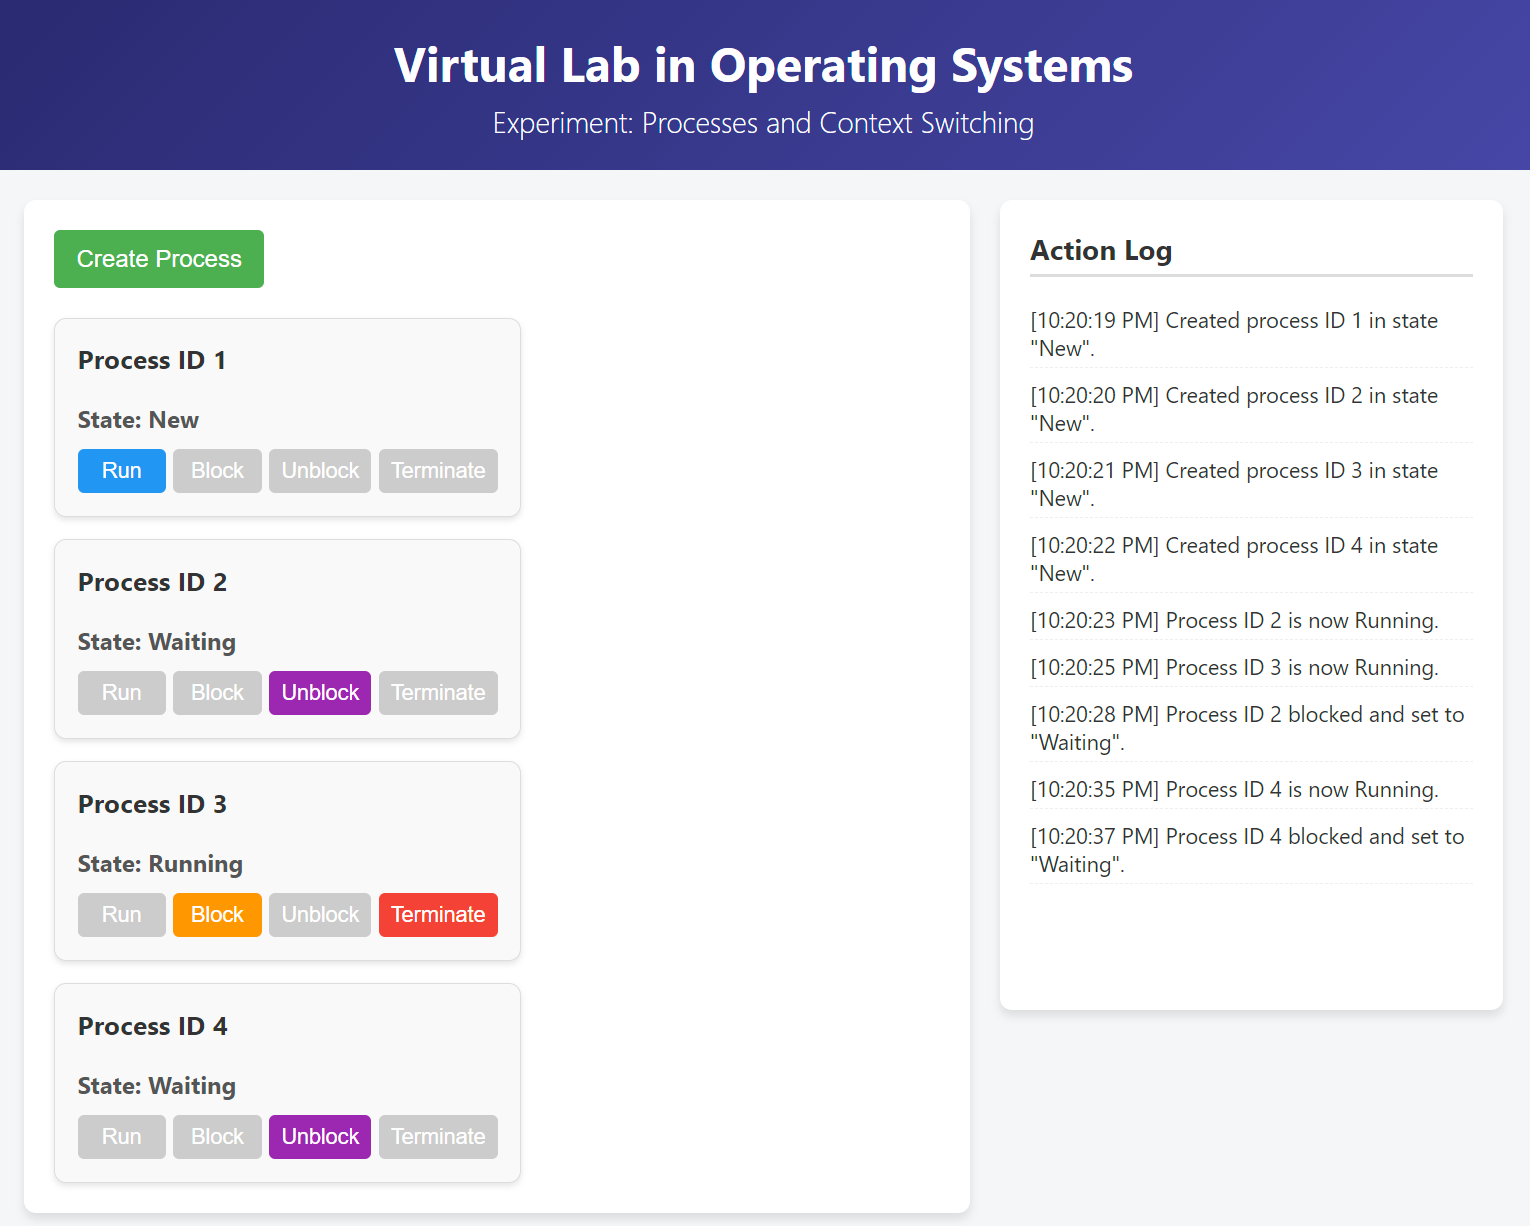 Virtual Lab in Operating Systems
Experiment: Processes and Context Switching
Create Process
Process ID 1
State: New
Run Block Unblock Terminate
Process ID 2
State: Waiting
Run Block Unblock Terminate
Process ID 3
State: Running
Run Block Unblock Terminate
Process ID 4
State: Waiting
Run Block Unblock Terminate
Action Log
[10:20:19 PM] Created process ID 1 in state
"New".
[10:20:20 PM] Created process ID 2 in state
"New".
[10:20:21 PM] Created process ID 3 in state
"New".
[10:20:22 PM] Created process ID 4 in state
"New".
[10:20:23 PM] Process ID 2 is now Running.
[10:20:25 PM] Process ID 3 is now Running.
[10:20:28 PM] Process ID 2 blocked and set to
"Waiting".
[10:20:35 PM] Process ID 4 is now Running.
[10:20:37 PM] Process ID 4 blocked and set to
"Waiting".